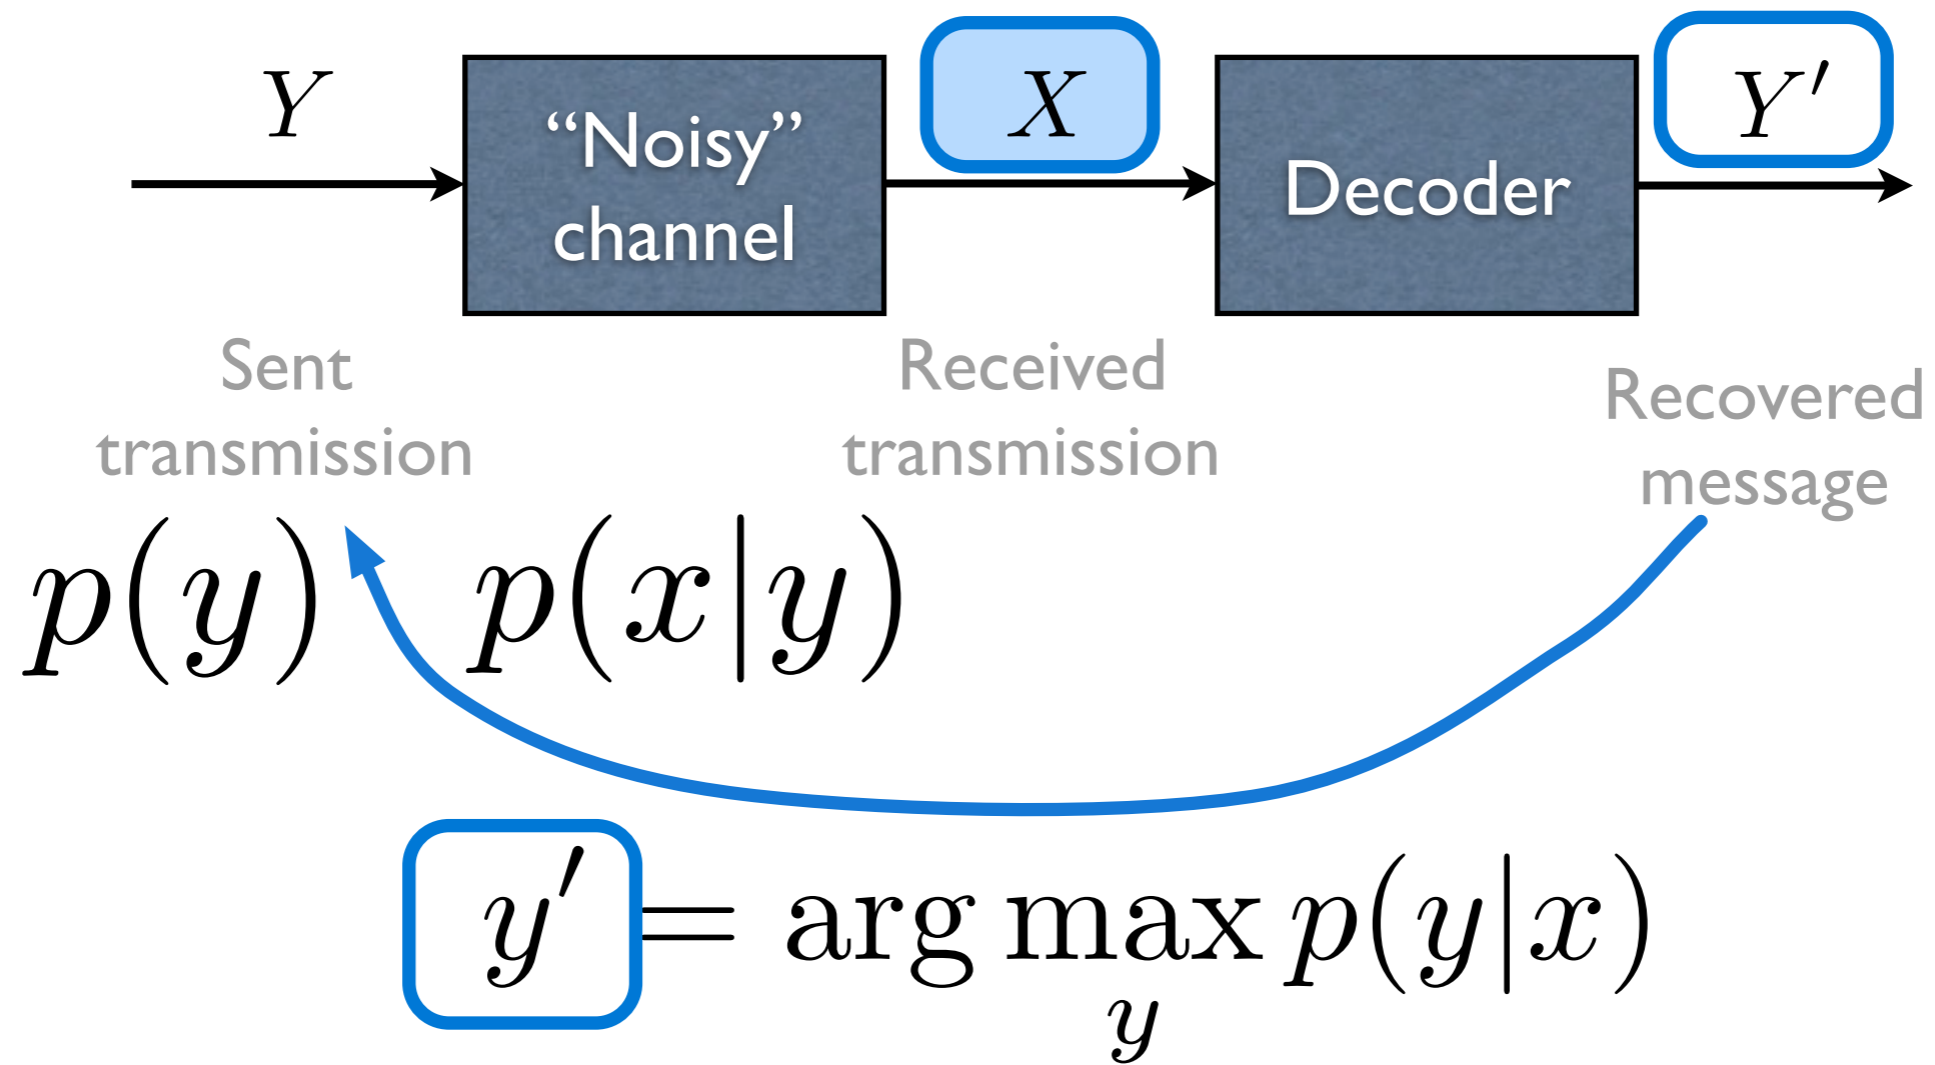 Y
“Noisy”
channel
X
Decoder
Y′
Sent
transmission
Received
transmission
Recovered
message
p(y)
p(x|y)
y′ = arg max p(y|x)
y